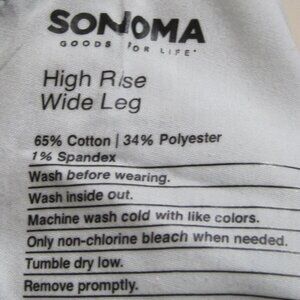 SONOMA
GOODS FOR LIFE
High Rise
Wide Leg
65% Cotton | 34% Polyester
1% Spandex
Wash before wearing.
Wash inside out.
Machine wash cold with like colors.
Only non-chlorine bleach when needed.
Tumble dry low.
Remove promptly.